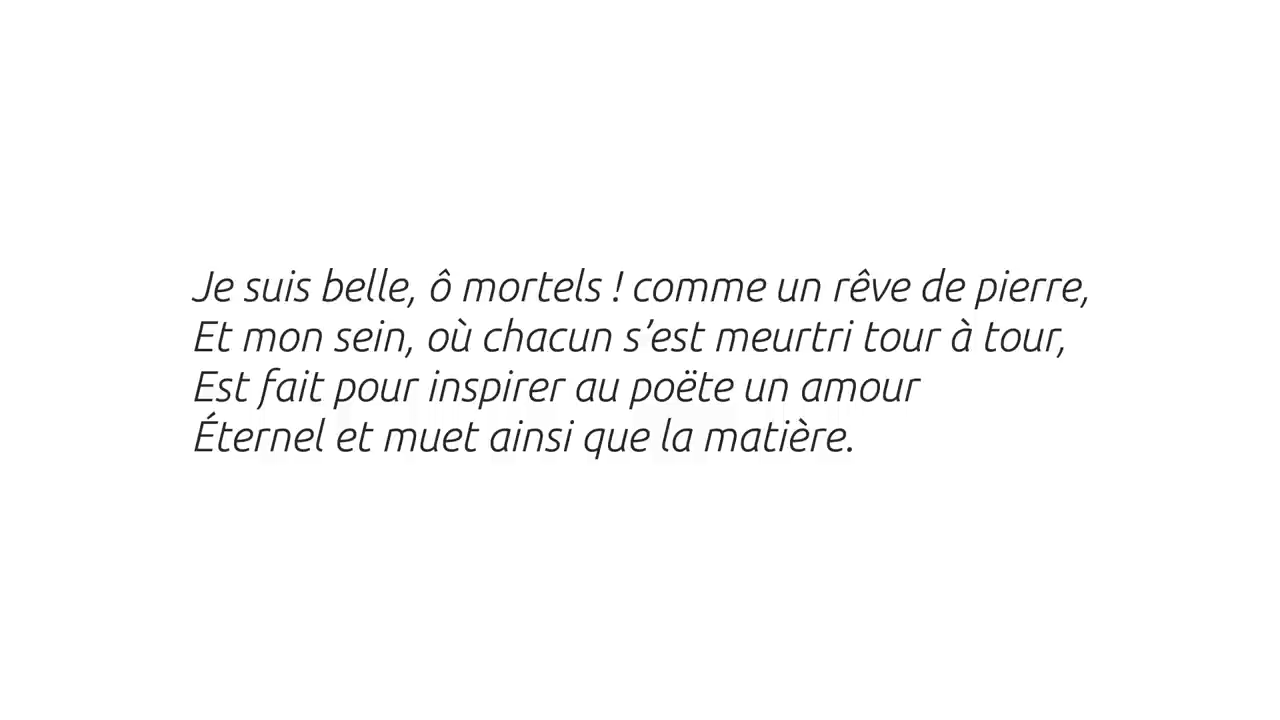 Je suis belle, ô mortels ! comme un rêve de pierre,
Et mon sein, où chacun s’est meurtri tour à tour,
Est fait pour inspirer au poëte un amour
Éternel et muet ainsi que la matière.